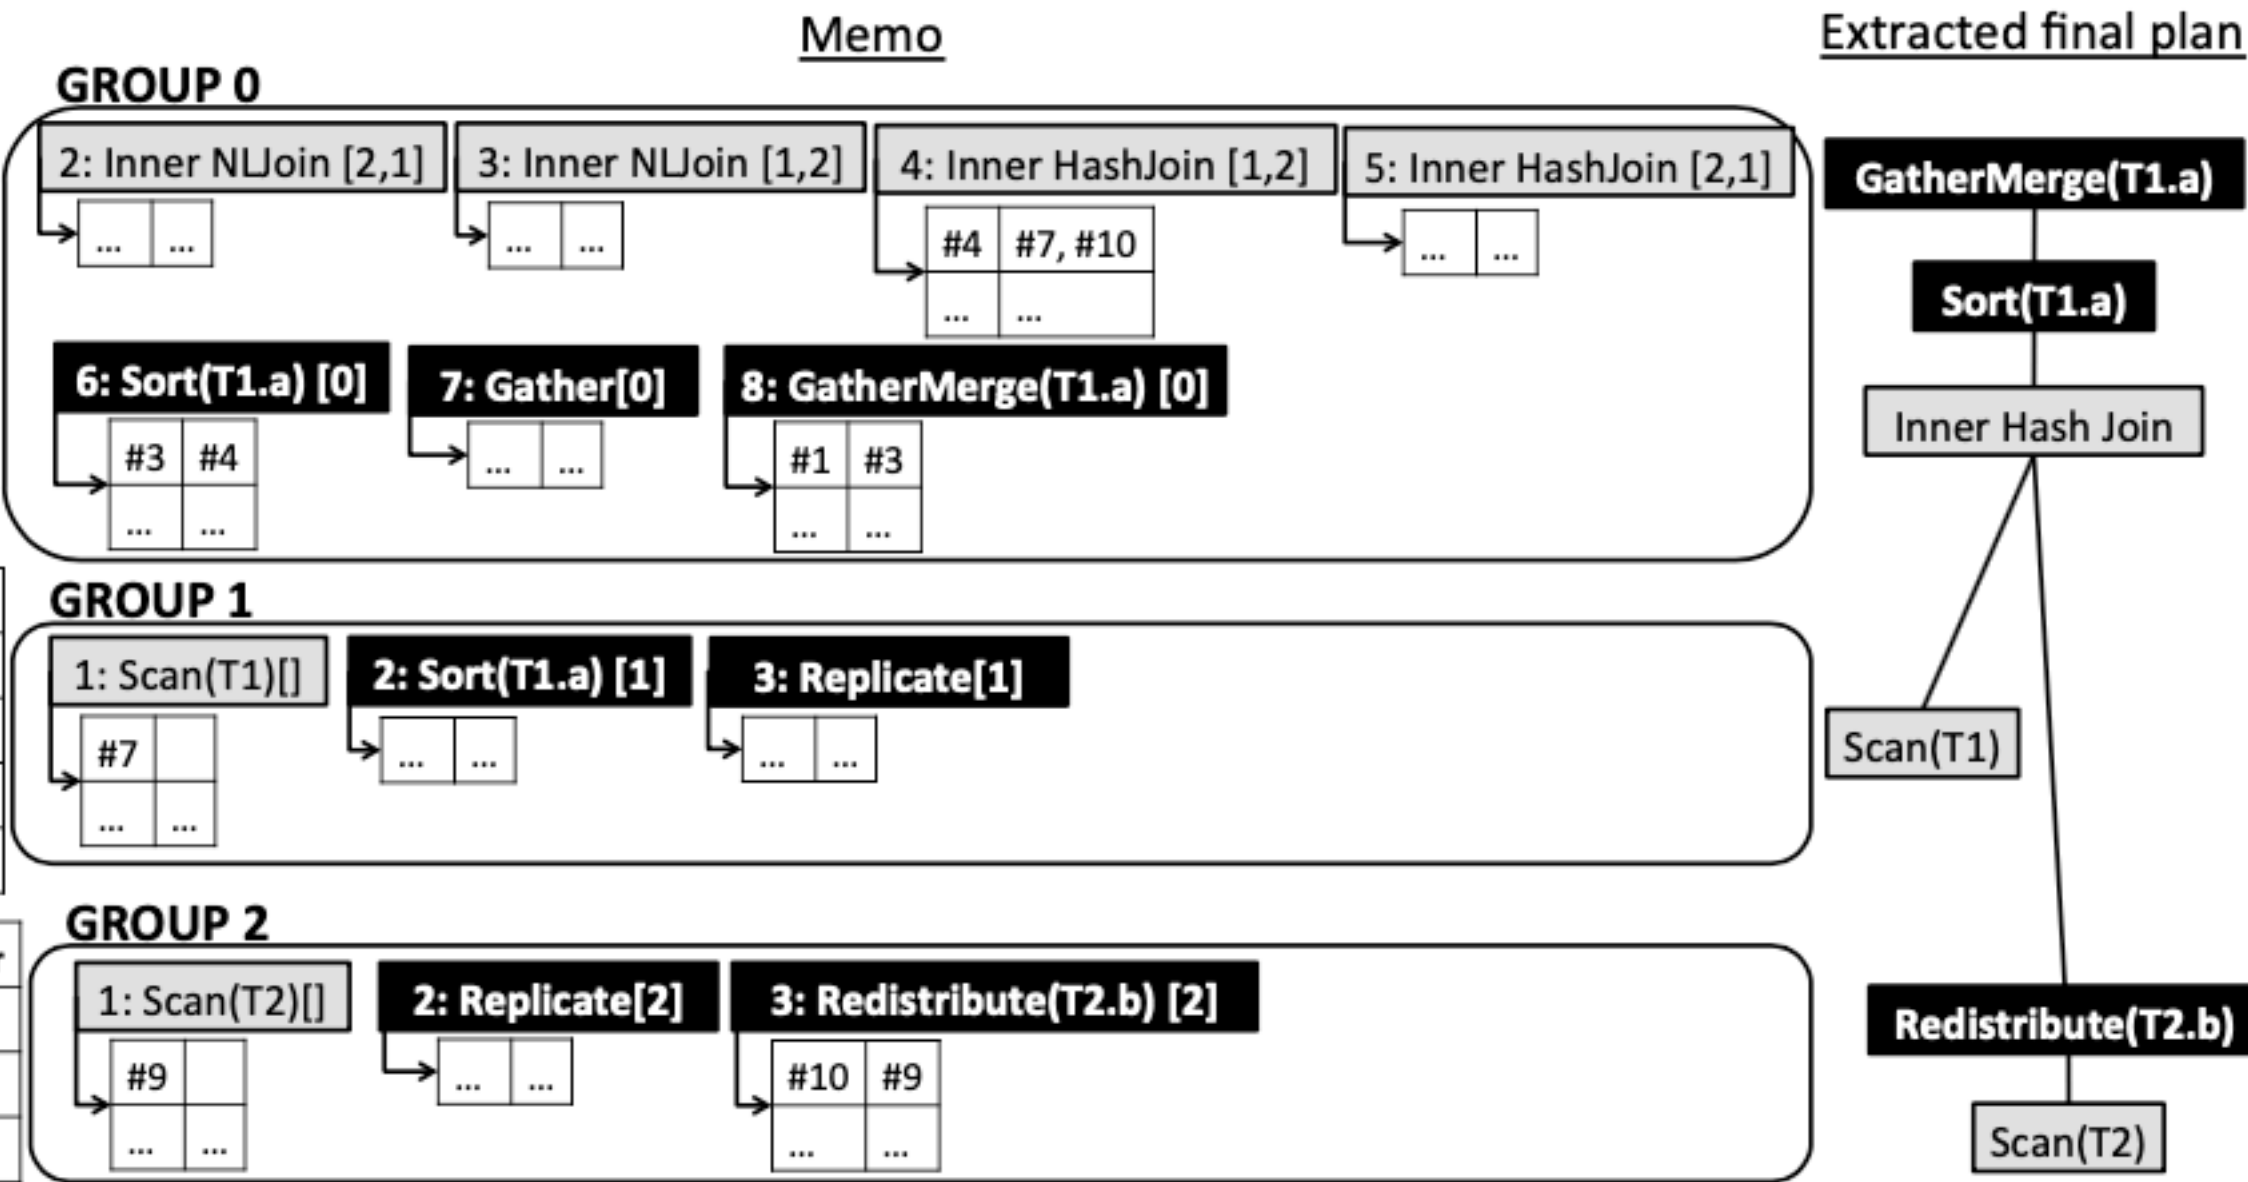 Memo
Extracted final plan
GROUP 0
2: Inner NLJoin [2,1]
3: Inner NLJoin [1,2]
4: Inner HashJoin [1,2]
5: Inner HashJoin [2,1]
... ...
... ...
#4 #7, #10
... ...
... ...
6: Sort(T1.a) [0]
7: Gather[0]
8: GatherMerge(T1.a) [0]
#3 #4
... ...
... ...
#1 #3
... ...
GROUP 1
1: Scan(T1)[]
2: Sort(T1.a) [1]
3: Replicate[1]
#7
... ...
... ...
... ...
GROUP 2
1: Scan(T2)[]
2: Replicate[2]
3: Redistribute(T2.b) [2]
#9
... ...
... ...
#10 #9
... ...
GatherMerge(T1.a)
Sort(T1.a)
Inner Hash Join
Scan(T1)
Redistribute(T2.b)
Scan(T2)